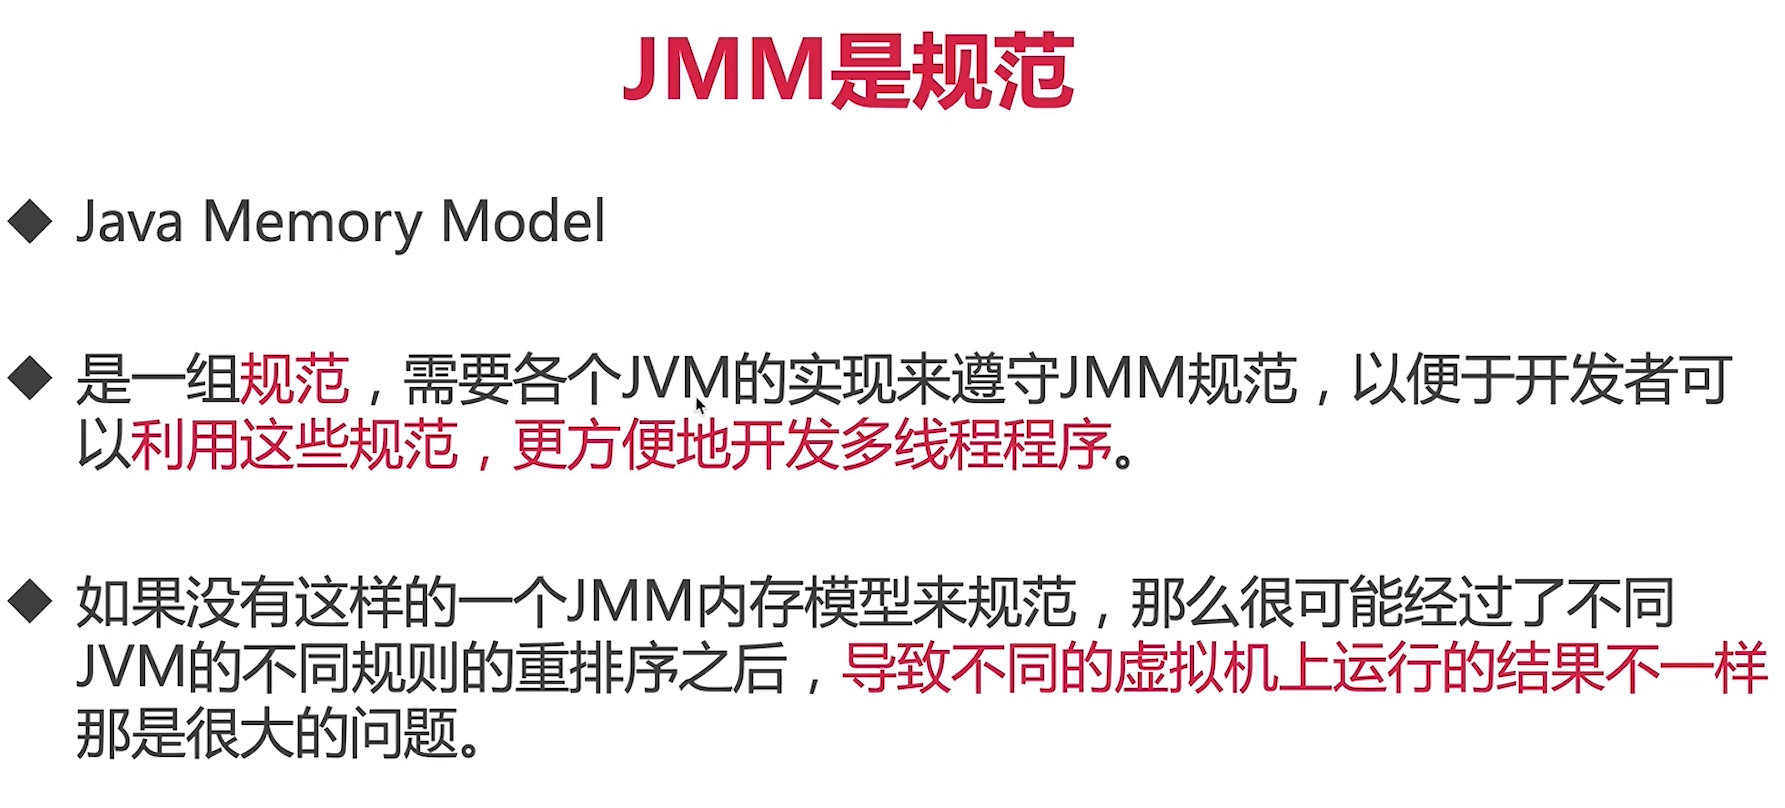 JMM是规范
Java Memory Model
是一组规范，需要各个JVM的实现来遵守JMM规范，以便于开发者可
以利用这些规范，更方便地开发多线程程序。
如果没有这样的一个JMM内存模型来规范，那么很可能经过了不同
JVM的不同规则的重排序之后，导致不同的虚拟机上运行的结果不一样
那是很大的问题。